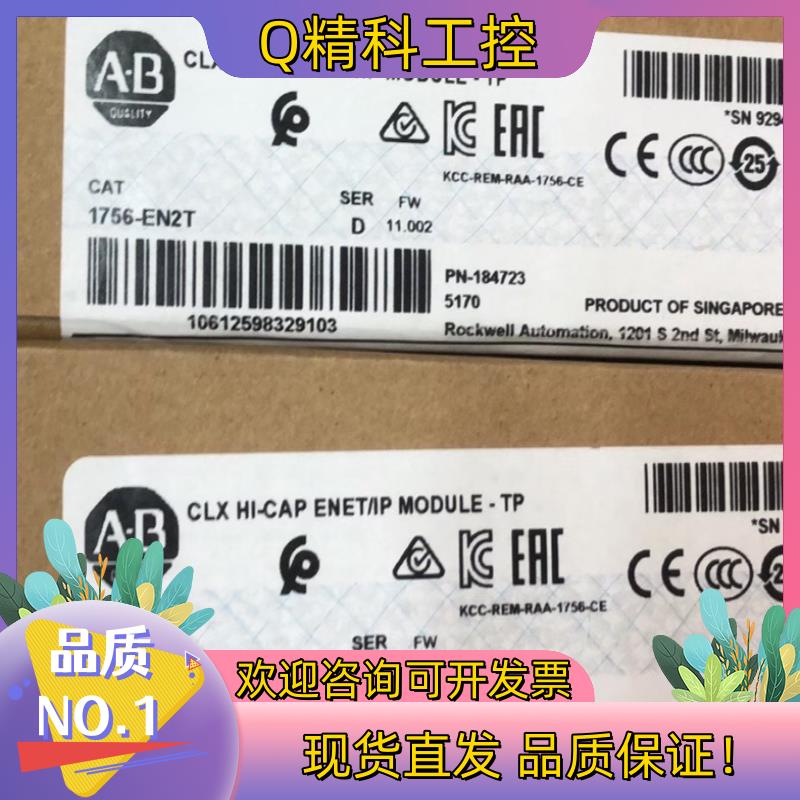 Q精科工控
A-B
QUALITY
MODULE - TP
*SN 9294
KCC-REM-RAA-1756-CE
25
CAT
1756-EN2T
SER FW
D 11.002
PN-184723
5170
PRODUCT OF SINGAPORE
10612598329103
Rockwell Automation, 1201 S 2nd St, Milwauk
A-B
CLX HI-CAP ENET/IP MODULE - TP
*SN
KCC-REM-RAA-1756-CE
SER FW
品质
NO.1
欢迎咨询可开发票
现货直发 品质保证！